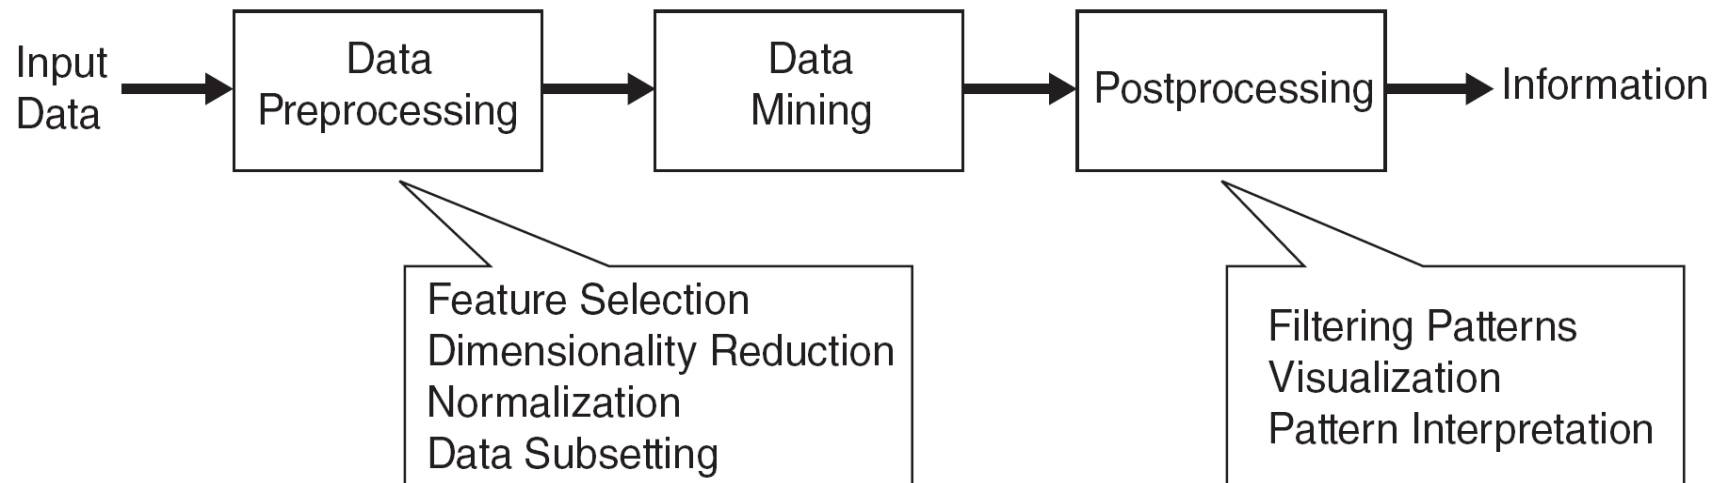 Input
Data
Data
Preprocessing
Data
Mining
Postprocessing
Information
Feature Selection
Dimensionality Reduction
Normalization
Data Subsetting
Filtering Patterns
Visualization
Pattern Interpretation